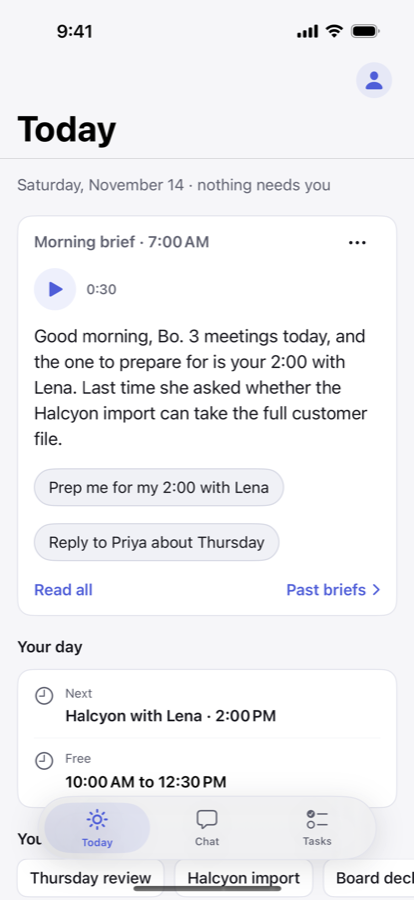 9:41
Today
Saturday, November 14 · nothing needs you
Morning brief · 7:00 AM
0:30
Good morning, Bo. 3 meetings today, and
the one to prepare for is your 2:00 with
Lena. Last time she asked whether the
Halcyon import can take the full customer
file.
Prep me for my 2:00 with Lena
Reply to Priya about Thursday
Read all
Past briefs
Your day
Next
Halcyon with Lena · 2:00 PM
Free
10:00 AM to 12:30 PM
Today
Chat
Tasks
Thursday review
Halcyon import
Board